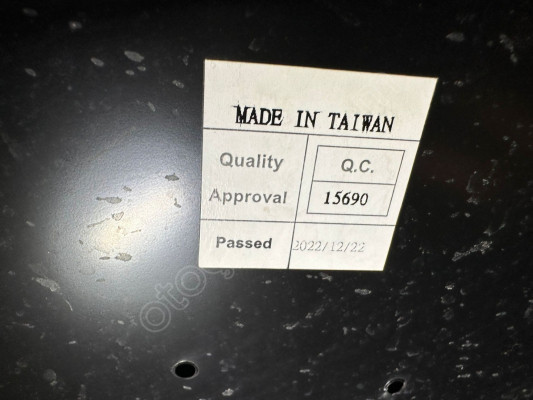 MADE IN TAIWAN
Quality
Approval
Q.C.
15690
Passed
2022/12/22